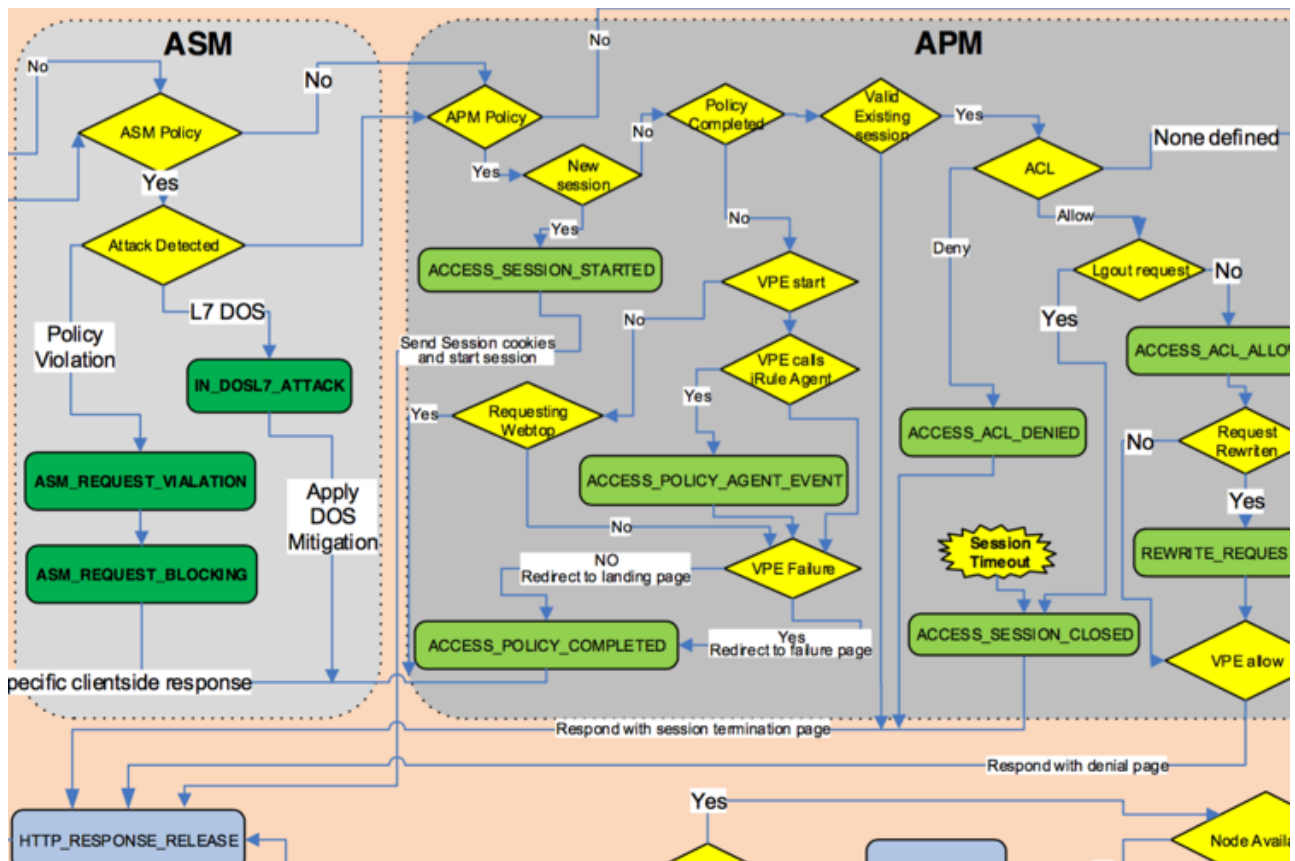 ASM
APM
No
No
No
ASM Policy
Yes
Attack Detected
L7 DOS
Policy
Violation
IN_DOSL7_ATTACK
ASM_REQUEST_VIALATION
Apply
DOS
Mitigation
ASM_REQUEST_BLOCKING
pecific clientside response
APM Policy
Yes
New
session
No
Policy
Completed
Valid
Existing
session
Yes
ACL
None defined
Yes
No
Deny
Allow
ACCESS_SESSION_STARTED
VPE start
Lgout request
No
No
Yes
Send Session cookies
and start session
VPE calls
iRule Agent
ACCESS_ACL_ALLOW
Yes
Requesting
Webtop
Yes
ACCESS_ACL_DENIED
Request
Rewriten
No
ACCESS_POLICY_AGENT_EVENT
Yes
No
Session
Timeout
REWRITE_REQUES
NO
Redirect to landing page
VPE Failure
ACCESS_POLICY_COMPLETED
Yes
Redirect to failure page
ACCESS_SESSION_CLOSED
VPE allow
Respond with session termination page
Respond with denial page
Yes
HTTP_RESPONSE_RELEASE
Node Availa